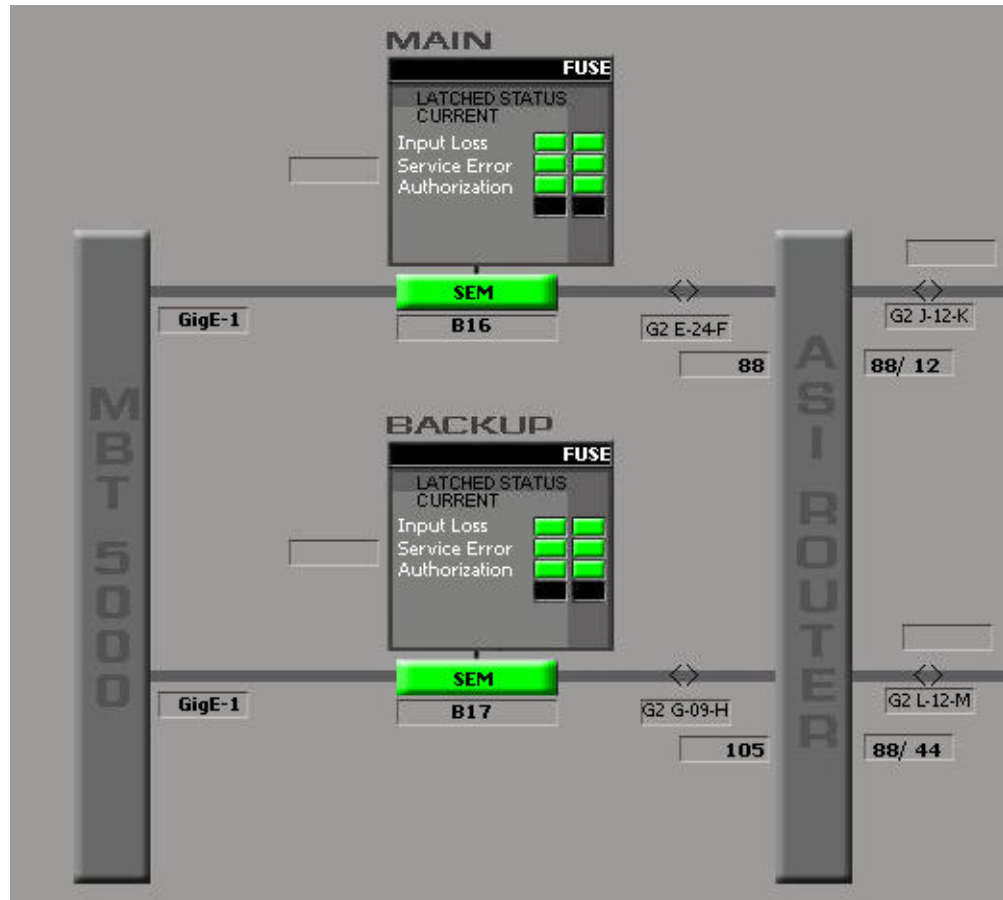 MAIN
FUSE
LATCHED STATUS
CURRENT
Input Loss
Service Error
Authorization
SEM
GigE-1
B16
G2 E-24-F
G2 J-12-K
88
88/ 12
MBT 5000
ASI ROUTER
BACKUP
FUSE
LATCHED STATUS
CURRENT
Input Loss
Service Error
Authorization
SEM
GigE-1
B17
G2 G-09-H
G2 L-12-M
105
88/ 44